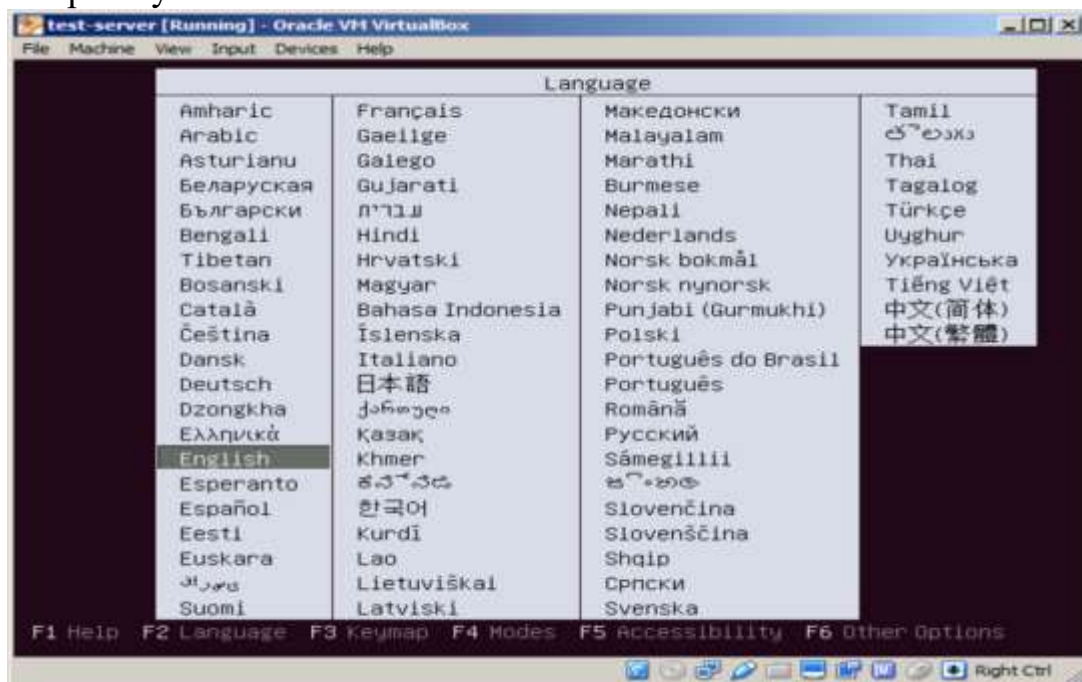 test-server [Running] - Oracle VM VirtualBox
File Machine View Input Devices Help
Language
Amharic
Arabic
Asturianu
Беларуская
Български
Bengali
Tibetan
Bosanski
Català
Čeština
Dansk
Deutsch
Dzongkha
Ελληνικά
English
Esperanto
Español
Eesti
Euskara
Suomi
Français
Gaeilge
Galego
Gujarati
עברית
Hindi
Hrvatski
Magyar
Bahasa Indonesia
Íslenska
Italiano
日本語
ქართული
Қазақ
Khmer
한국어
Kurdî
Lao
Lietuviškai
Latviski
Македонски
Malayalam
Marathi
Burmese
Nepali
Nederlands
Norsk bokmål
Norsk nynorsk
Punjabi (Gurmukhi)
Polski
Português do Brasil
Português
Română
Русский
Sámegillii
Slovenčina
Slovenščina
Shqip
Српски
Svenska
Tamil
Thai
Tagalog
Türkçe
Uyghur
Українська
Tiếng Việt
中文(简体)
中文(繁體)
F1 Help F2 Language F3 Keymap F4 Modes F5 Accessibility F6 Other Options
Right Ctrl